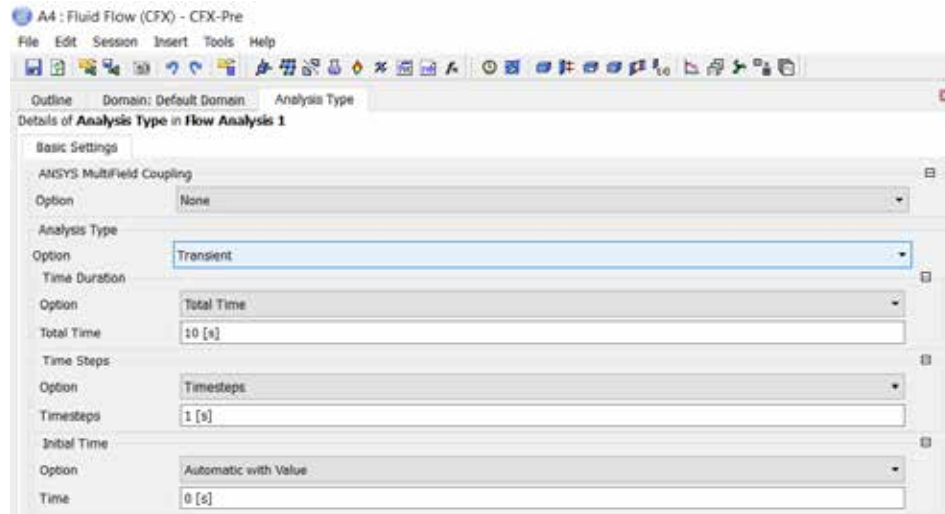 A4 : Fluid Flow (CFX) - CFX-Pre
File Edit Session Insert Tools Help
Outline Domain: Default Domain Analysis Type
Details of Analysis Type in Flow Analysis 1
Basic Settings
ANSYS MultiField Coupling
Option None
Analysis Type
Option Transient
Time Duration
Option Total Time
Total Time 10 [s]
Time Steps
Option Timesteps
Timesteps 1 [s]
Initial Time
Option Automatic with Value
Time 0 [s]